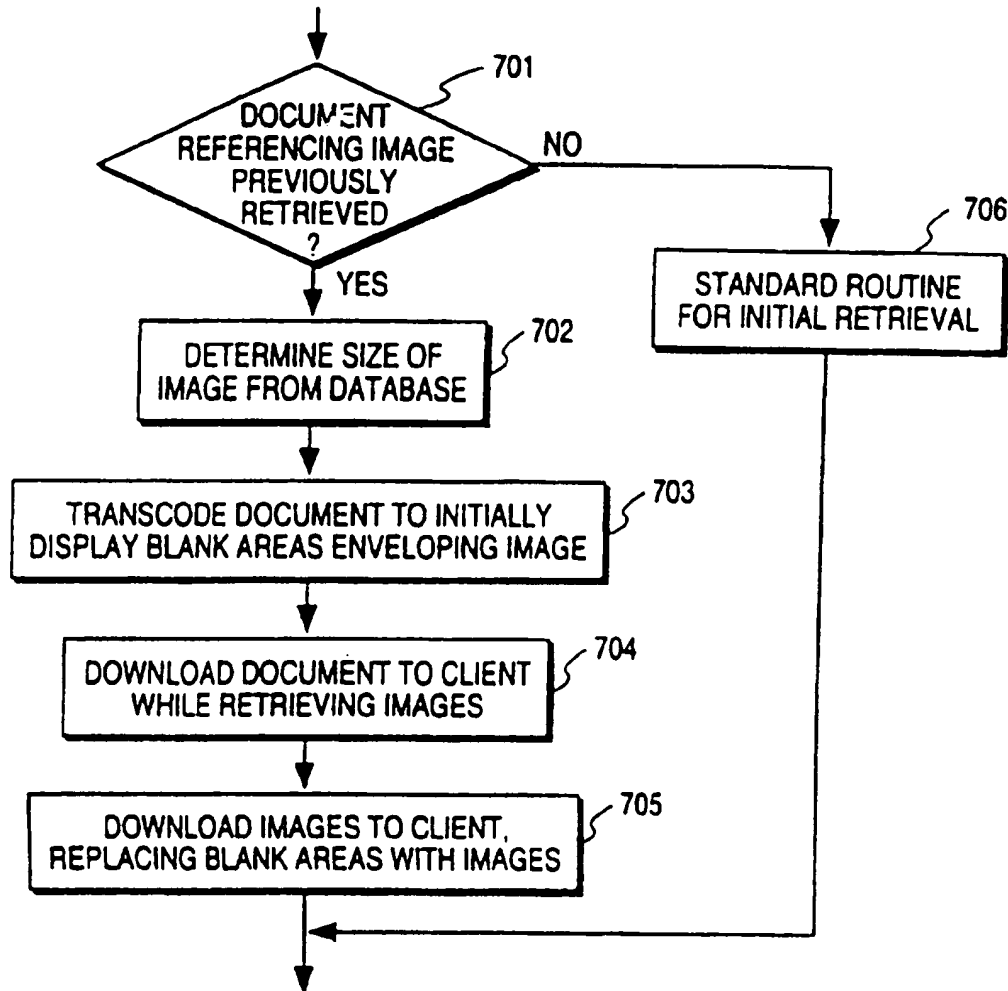 701
DOCUMENT
REFERENCING IMAGE
PREVIOUSLY
RETRIEVED
?
NO
YES
706
STANDARD ROUTINE
FOR INITIAL RETRIEVAL
702
DETERMINE SIZE OF
IMAGE FROM DATABASE
703
TRANSCODE DOCUMENT TO INITIALLY
DISPLAY BLANK AREAS ENVELOPING IMAGE
704
DOWNLOAD DOCUMENT TO CLIENT
WHILE RETRIEVING IMAGES
705
DOWNLOAD IMAGES TO CLIENT,
REPLACING BLANK AREAS WITH IMAGES